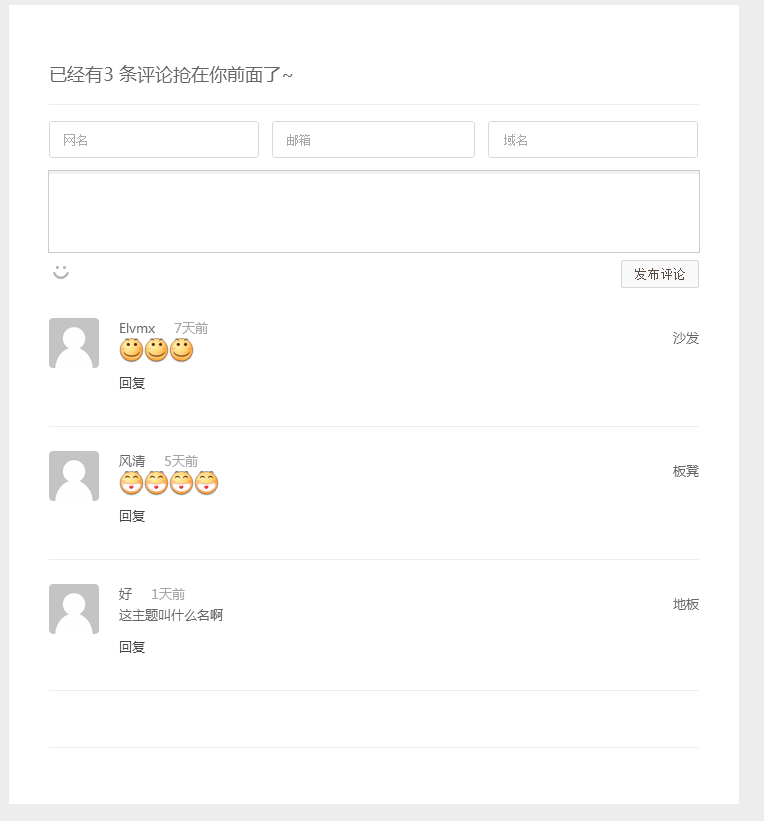 已经有3 条评论抢在你前面了~
网名 邮箱 域名
发布评论
Elvmx 7天前
沙发
回复
风清 5天前
板凳
回复
好 1天前
地板
这主题叫什么名啊
回复